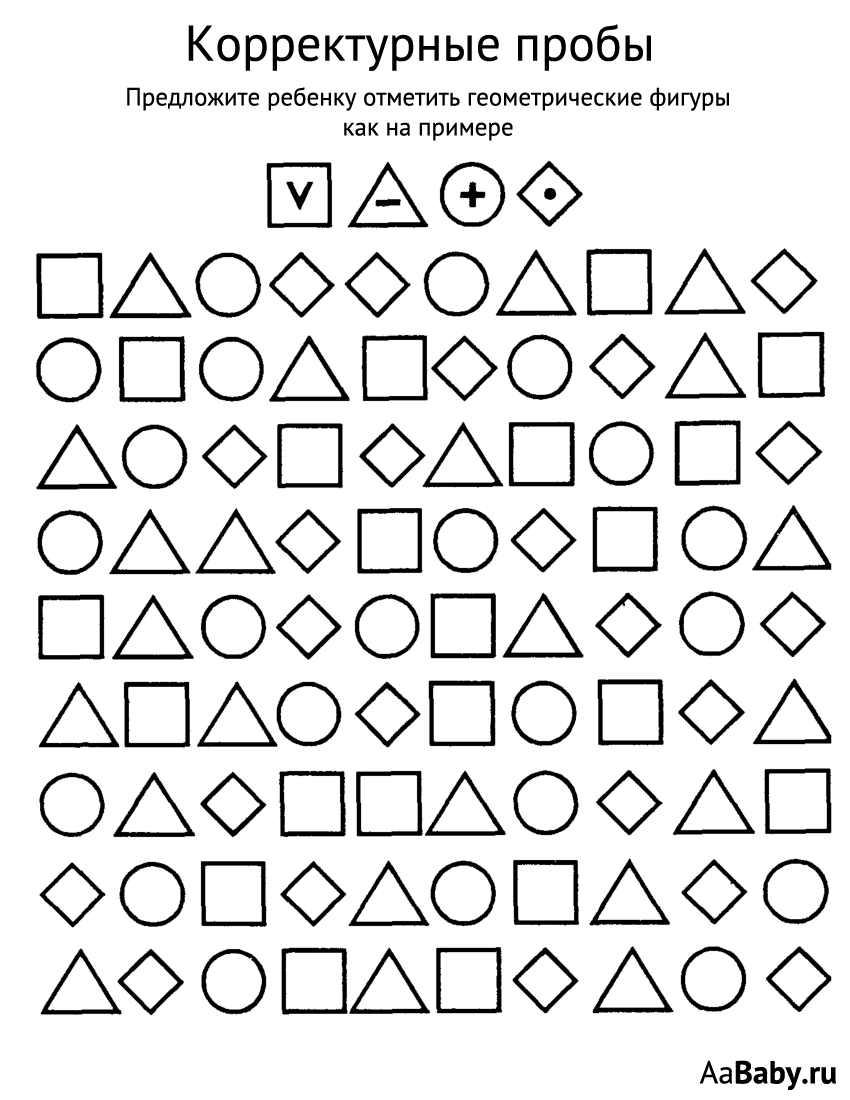 Корректурные пробы
Предложите ребенку отметить геометрические фигуры
как на примере
AaBaby.ru